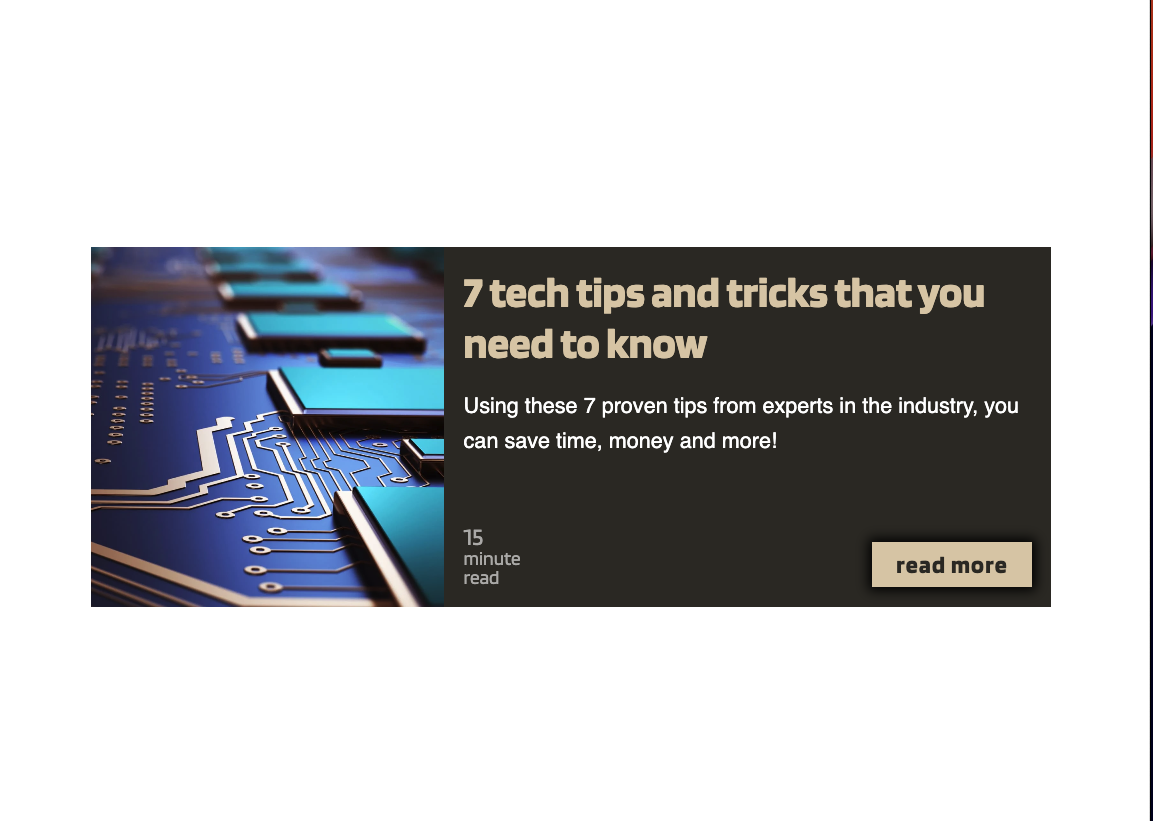 7 tech tips and tricks that you
need to know
Using these 7 proven tips from experts in the industry, you
can save time, money and more!
15
minute
read
read more